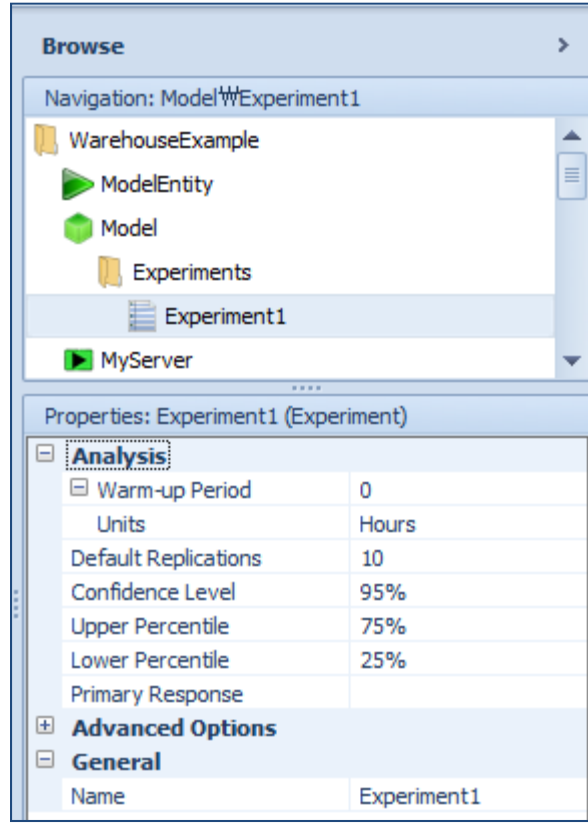 Browse
Navigation: Model₩Experiment1
WarehouseExample
ModelEntity
Model
Experiments
Experiment1
MyServer
Properties: Experiment1 (Experiment)
Analysis
Warm-up Period 0
Units Hours
Default Replications 10
Confidence Level 95%
Upper Percentile 75%
Lower Percentile 25%
Primary Response
Advanced Options
General
Name Experiment1